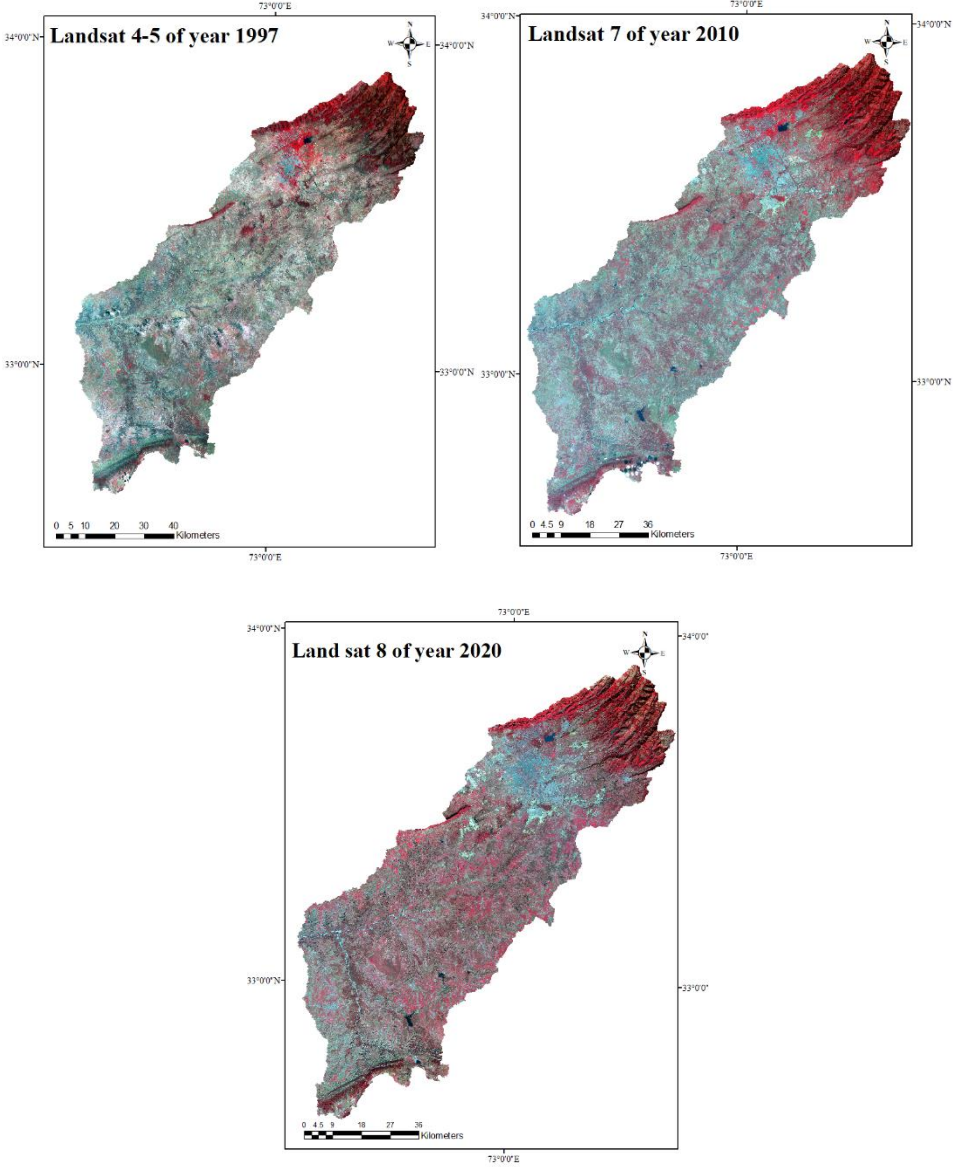 73°0'0"E
73°0'0"E
34°0'0"N
Landsat 4-5 of year 1997
N
W E
S
34°0'0"N
Landsat 7 of year 2010
N
W E
S
34°0'0"N
33°0'0"N
33°0'0"N
33°0'0"N
33°0'0"N
0 5 10 20 30 40
Kilometers
0 4.5 9 18 27 36
Kilometers
73°0'0"E
73°0'0"E
73°0'0"E
34°0'0"N
Land sat 8 of year 2020
N
W E
S
34°0'0"
33°0'0"N
33°0'0"
0 4.5 9 18 27 36
Kilometers
73°0'0"E